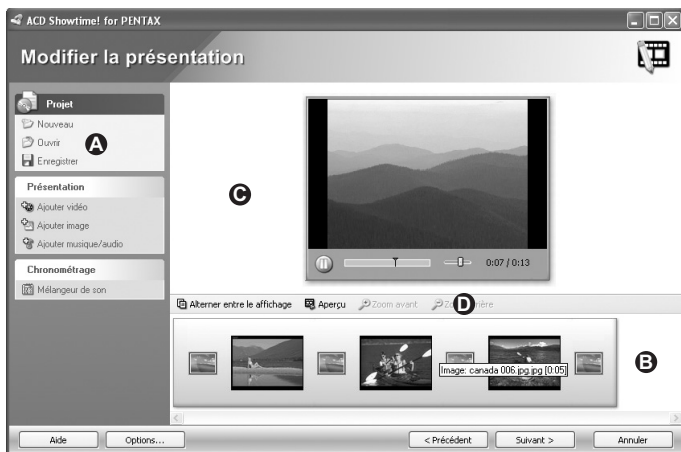 ACD Showtime! for PENTAX
Modifier la présentation
Projet
Nouveau
Ouvrir
Enregistrer
A
Présentation
Ajouter vidéo
Ajouter image
Ajouter musique/audio
Chronométrage
Mélangeur de son
C
0:07 / 0:13
Alterner entre le affichage Aperçu Zoom avant D
B
Image: canada 006.jpg.jpg [0:05]
Aide Options... < Précédent Suivant > Annuler